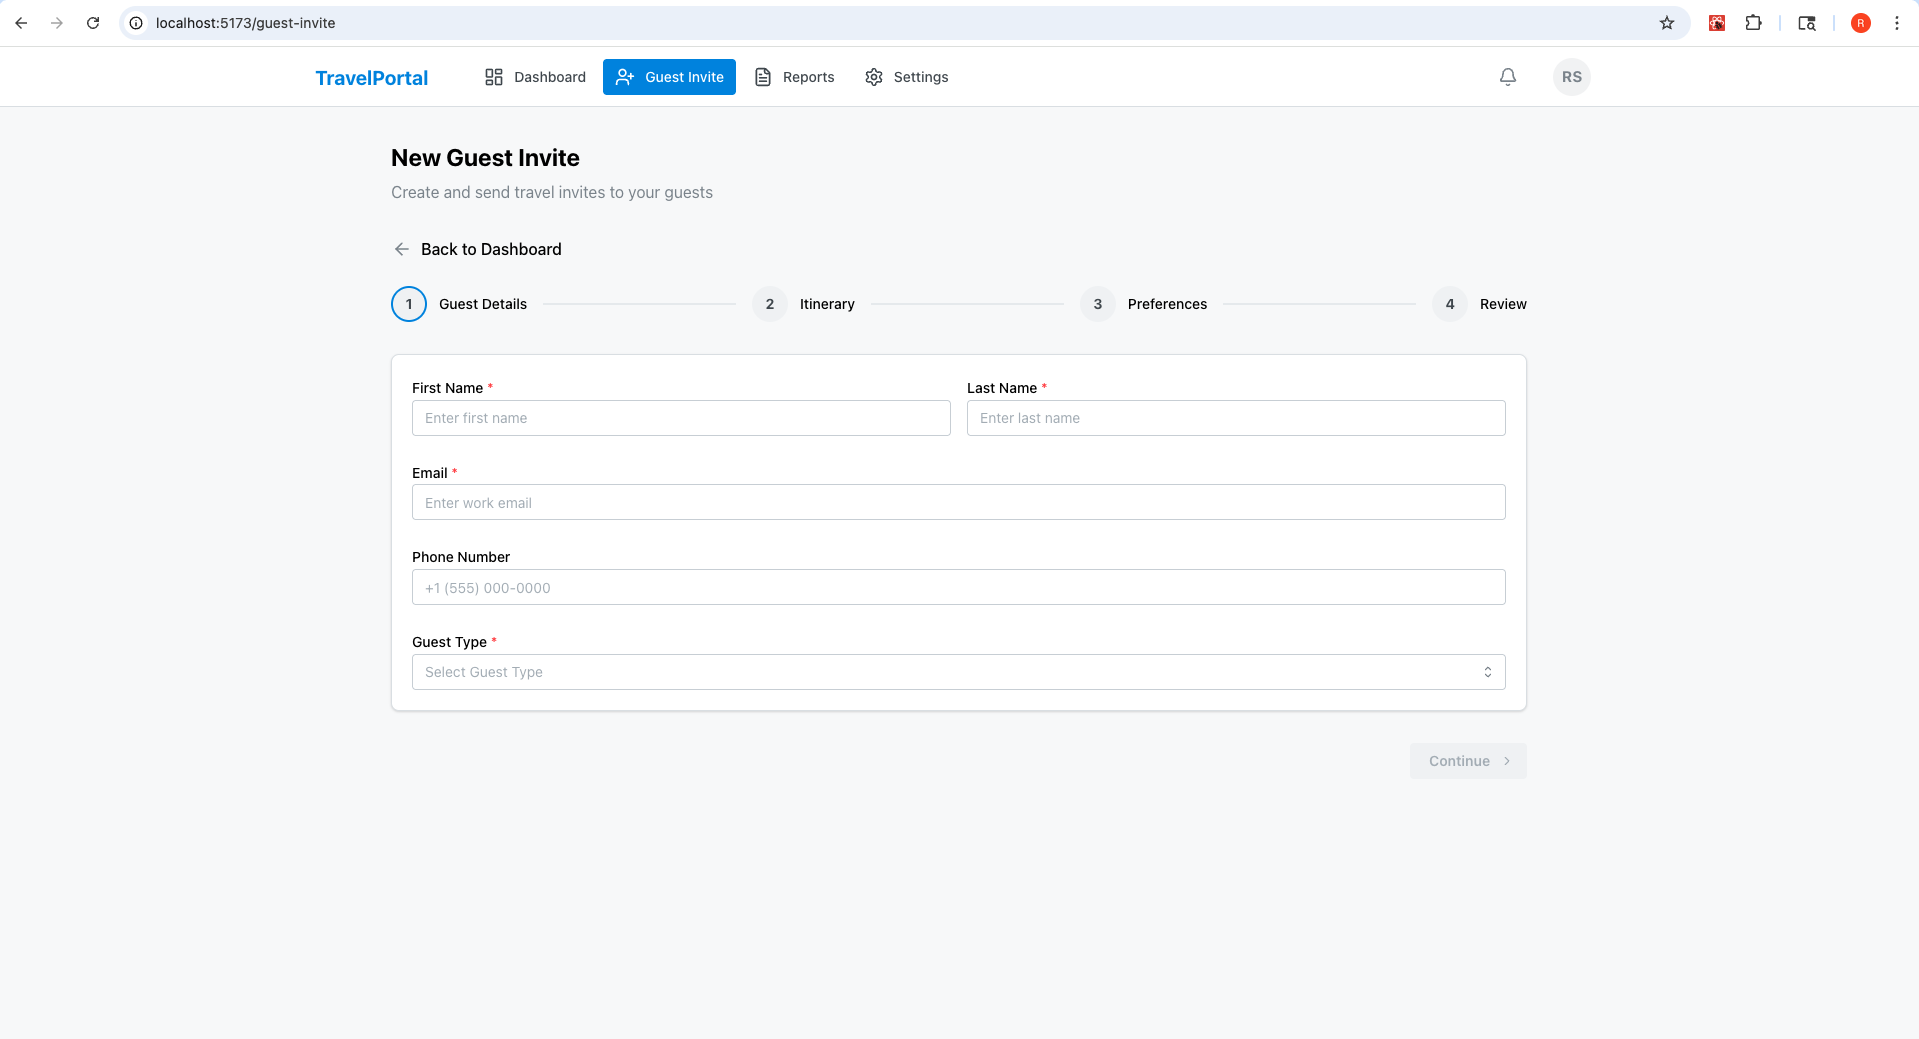 localhost:5173/guest-invite
R
TravelPortal
Dashboard
Guest Invite
Reports
Settings
RS
New Guest Invite
Create and send travel invites to your guests
Back to Dashboard
1 Guest Details
2 Itinerary
3 Preferences
4 Review
First Name *
Enter first name
Last Name *
Enter last name
Email *
Enter work email
Phone Number
+1 (555) 000-0000
Guest Type *
Select Guest Type
Continue